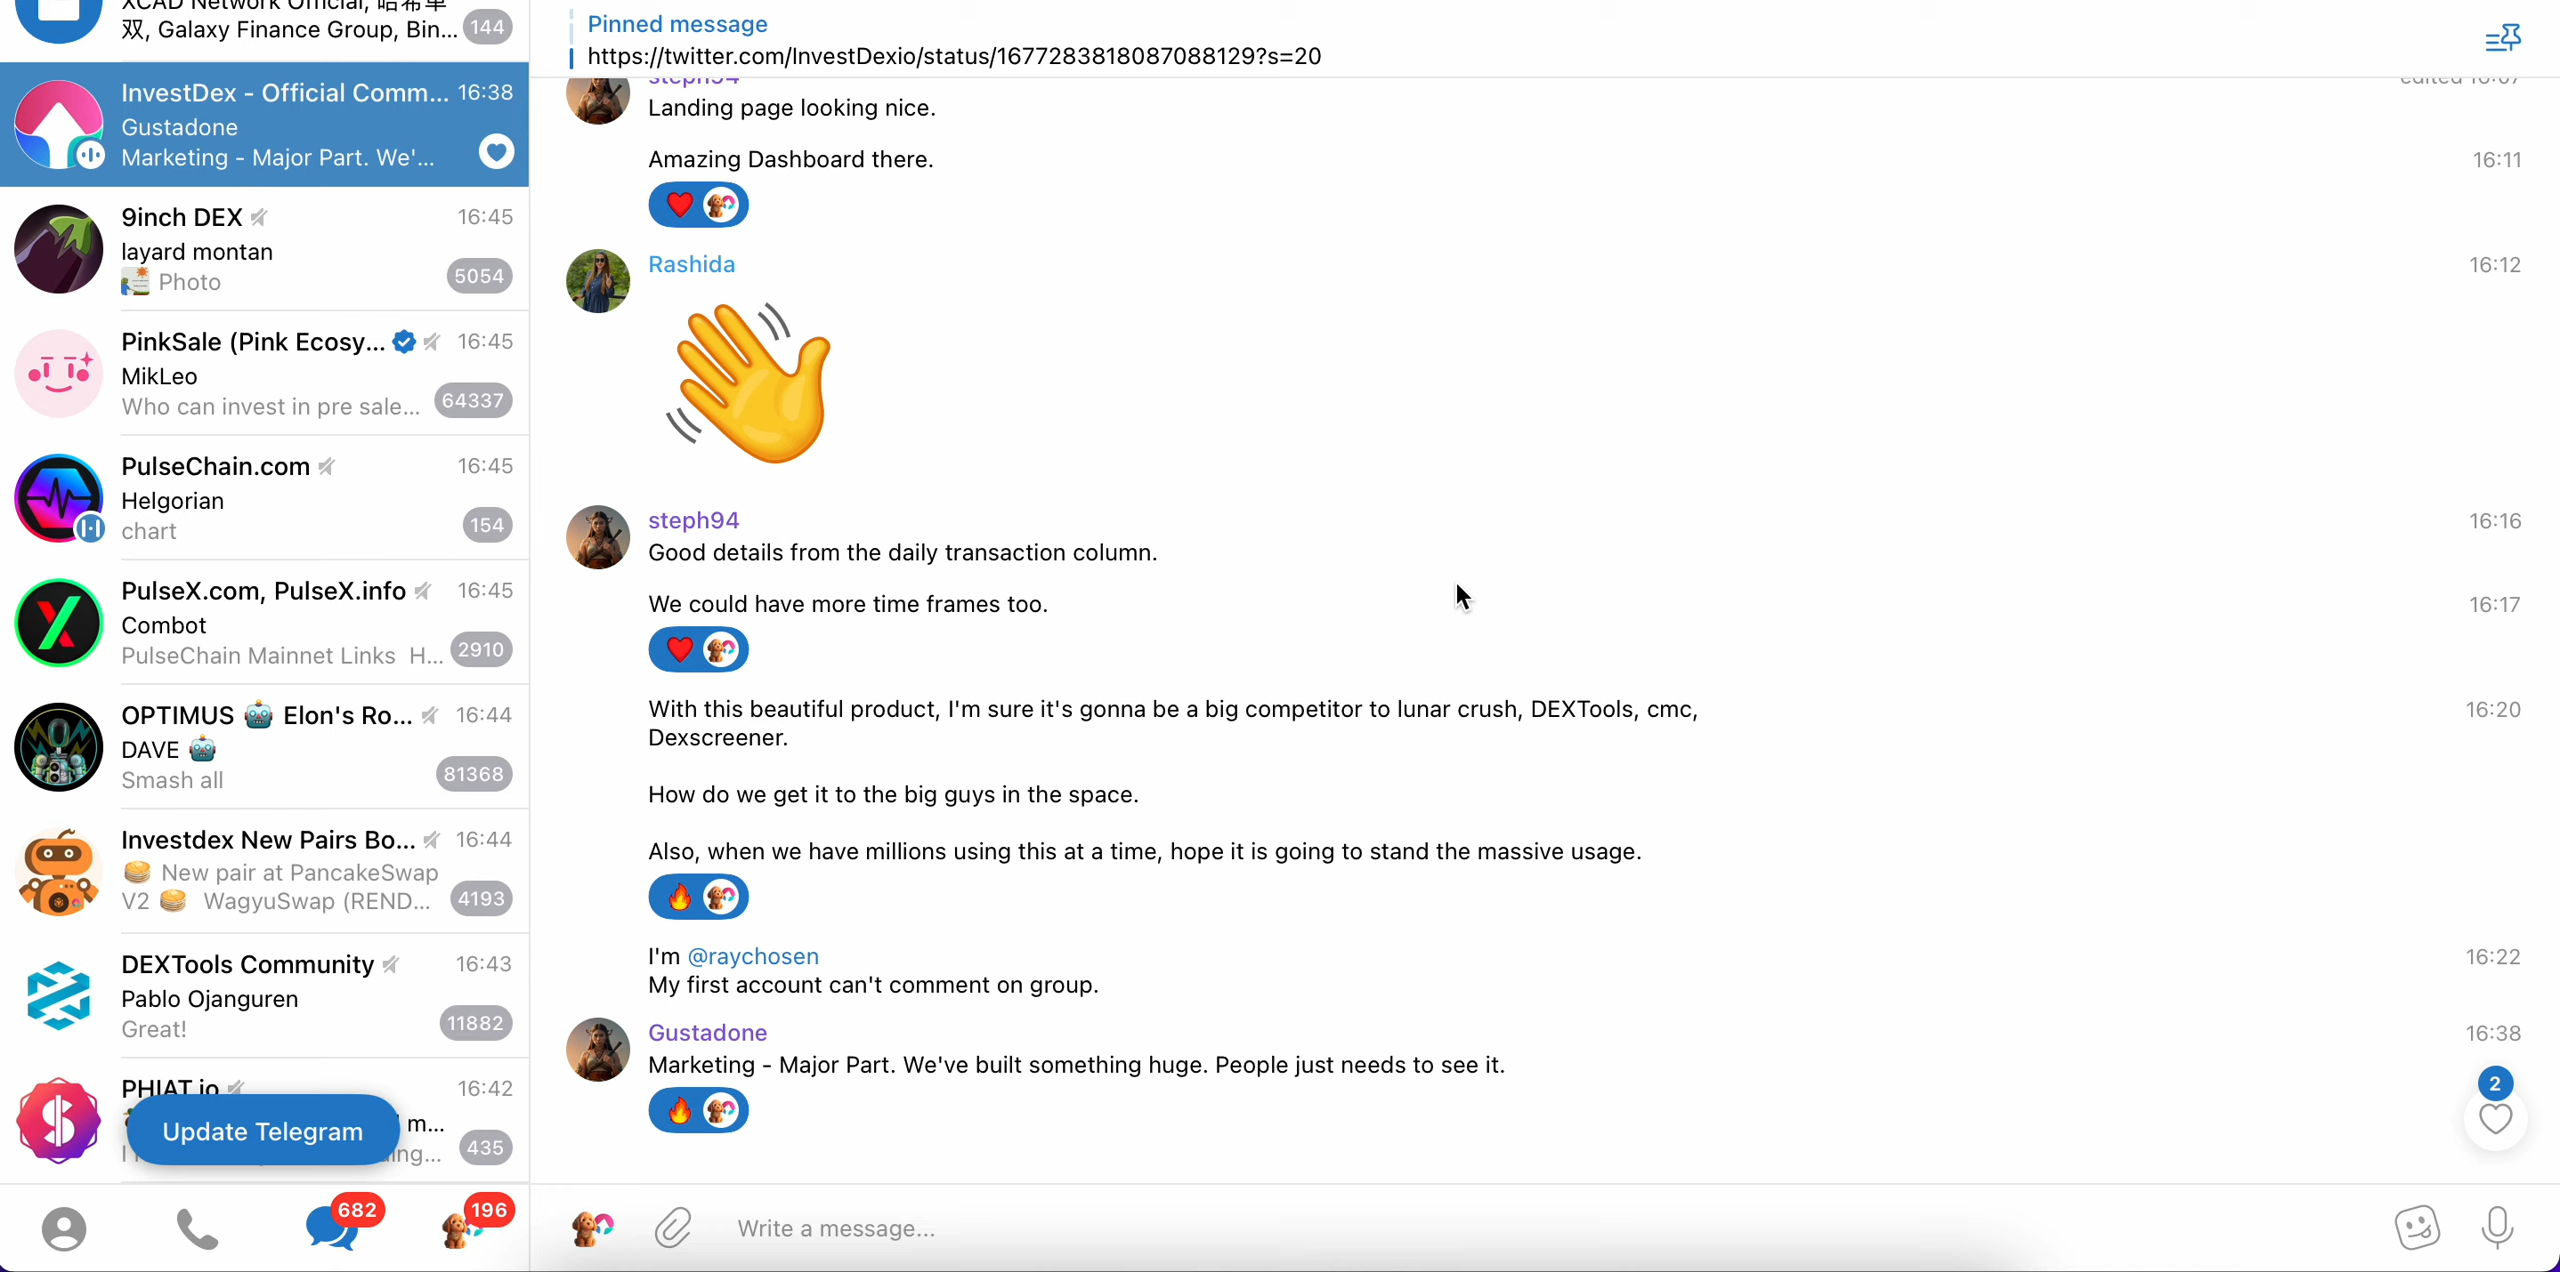 XCAD Network Official, 哈希单
双, Galaxy Finance Group, Bin... 144
InvestDex - Official Comm... 16:38
Gustadone
Marketing - Major Part. We'...
9inch DEX 16:45
layard montan
Photo 5054
PinkSale (Pink Ecosy... 16:45
MikLeo
Who can invest in pre sale... 64337
PulseChain.com 16:45
Helgorian
chart 154
PulseX.com, PulseX.info 16:45
Combot
PulseChain Mainnet Links H... 2910
OPTIMUS 🤖 Elon's Ro... 16:44
DAVE 🤖
Smash all 81368
Investdex New Pairs Bo... 16:44
🥞 New pair at PancakeSwap
V2 🥞 WagyuSwap (REND... 4193
DEXTools Community 16:43
Pablo Ojanguren
Great! 11882
PHIAT.io 16:42
m...
ing... 435
Update Telegram
682
196
Pinned message
https://twitter.com/InvestDexio/status/1677283818087088129?s=20
steph94 edited 16:07
Landing page looking nice.
Amazing Dashboard there. 16:11
❤️
Rashida 16:12
👋
steph94 16:16
Good details from the daily transaction column.
We could have more time frames too. 16:17
❤️
With this beautiful product, I'm sure it's gonna be a big competitor to lunar crush, DEXTools, cmc, 16:20
Dexscreener.
How do we get it to the big guys in the space.
Also, when we have millions using this at a time, hope it is going to stand the massive usage.
🔥
I'm @raychosen 16:22
My first account can't comment on group.
Gustadone 16:38
Marketing - Major Part. We've built something huge. People just needs to see it.
🔥
2
Write a message...